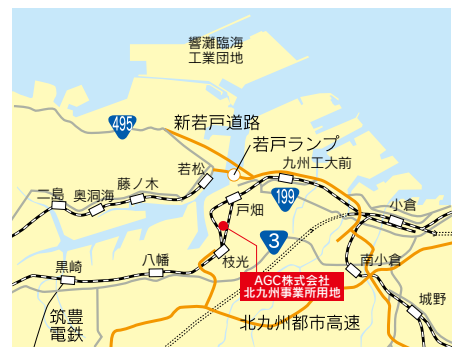 響灘臨海
工業団地
495
新若戸道路
若戸ランプ
若松
九州工大前
藤ノ木
二島
奥洞海
戸畑
199
小倉
3
八幡
枝光
黒崎
南小倉
AGC株式会社
北九州事業所用地
城野
筑豊
電鉄
北九州都市高速